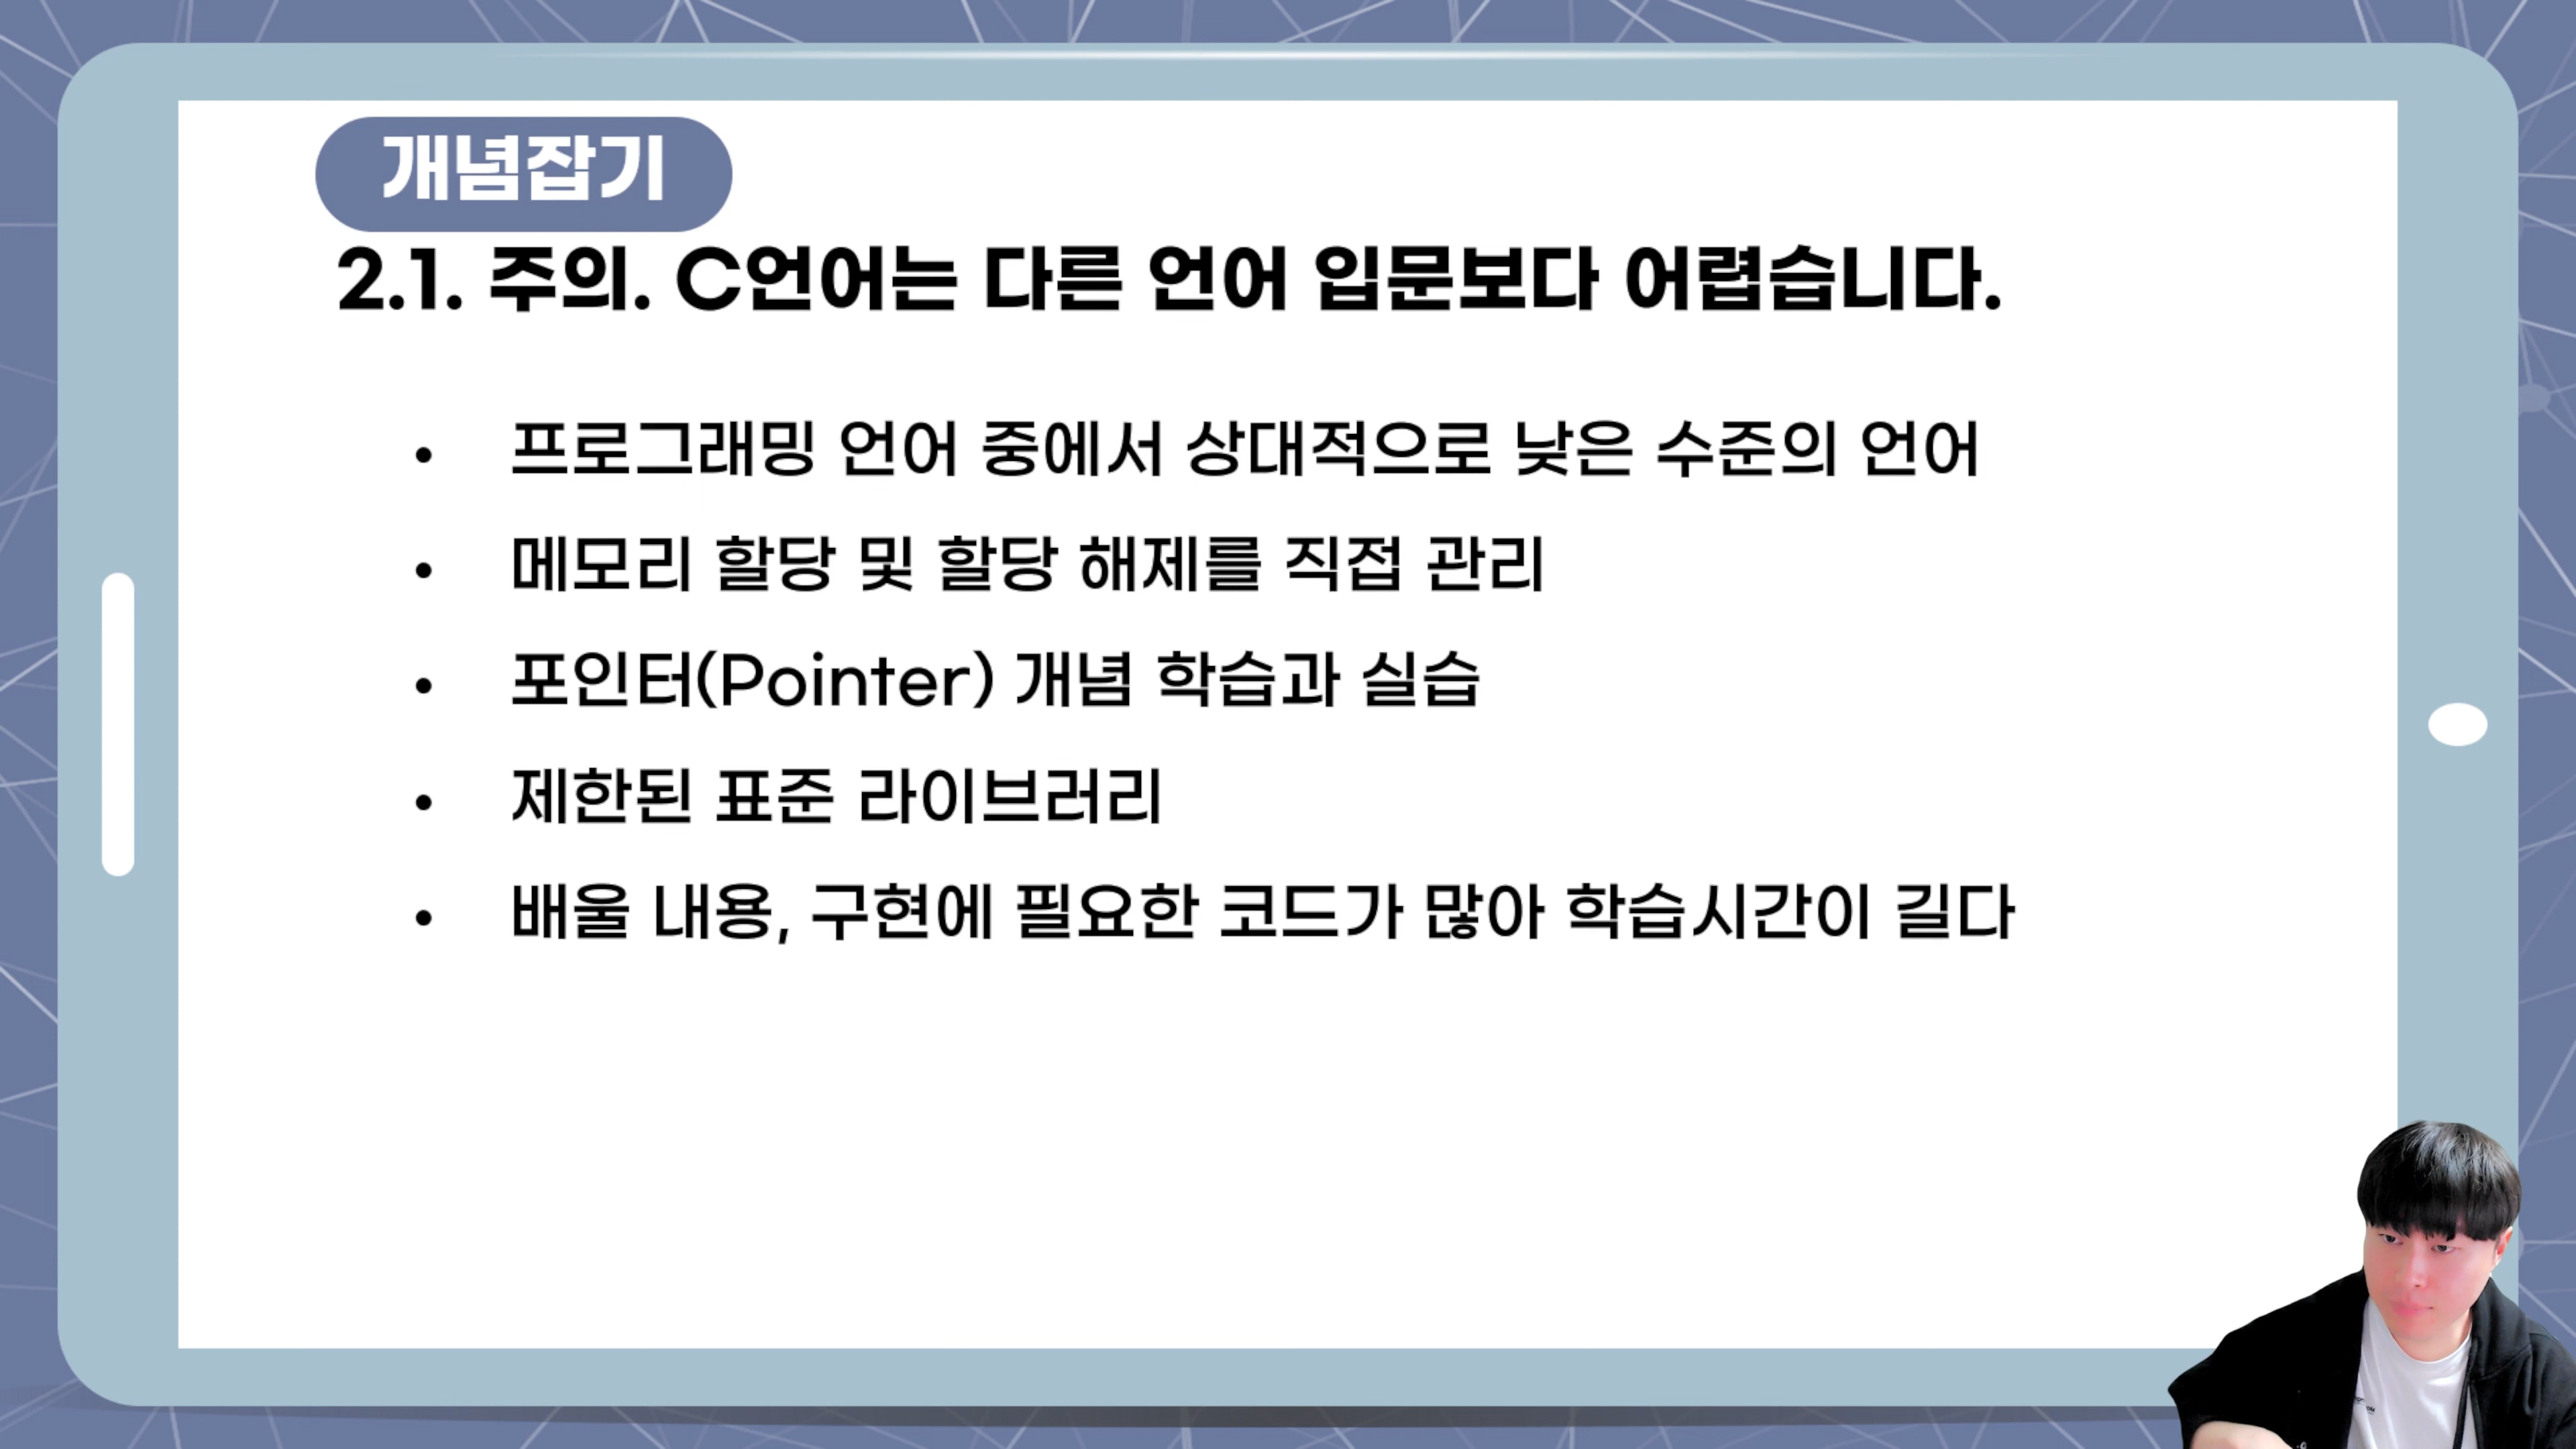 개념잡기
2.1. 주의. C언어는 다른 언어 입문보다 어렵습니다.
• 프로그래밍 언어 중에서 상대적으로 낮은 수준의 언어
• 메모리 할당 및 할당 해제를 직접 관리
• 포인터(Pointer) 개념 학습과 실습
• 제한된 표준 라이브러리
• 배울 내용, 구현에 필요한 코드가 많아 학습시간이 길다